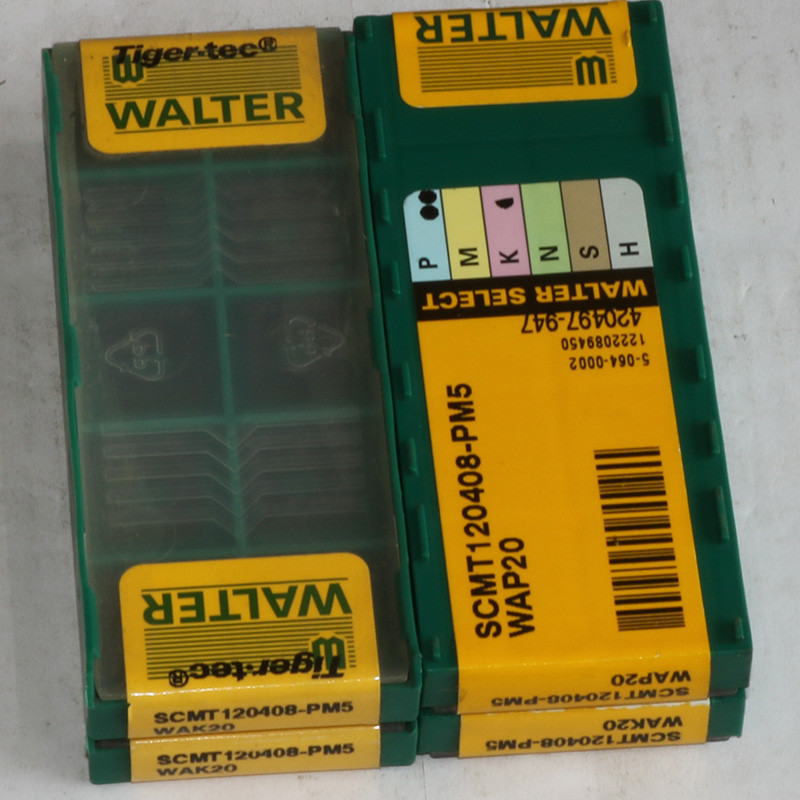 Tiger·tec®
WALTER
WALTER
Tiger·tec®
SCMT120408-PM5
WAK20
SCMT120408-PM5
WAK20
WALTER
P M K N S H
WALTER SELECT
420497-947
1222089450
5-064-0002
SCMT120408-PM5
WAP20
SCMT120408-PM5
WAP20
SCMT120408-PM5
WAK20